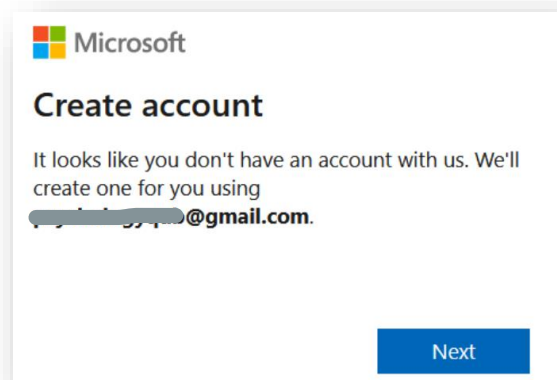 Microsoft
Create account
It looks like you don't have an account with us. We'll
create one for you using
@gmail.com.
Next